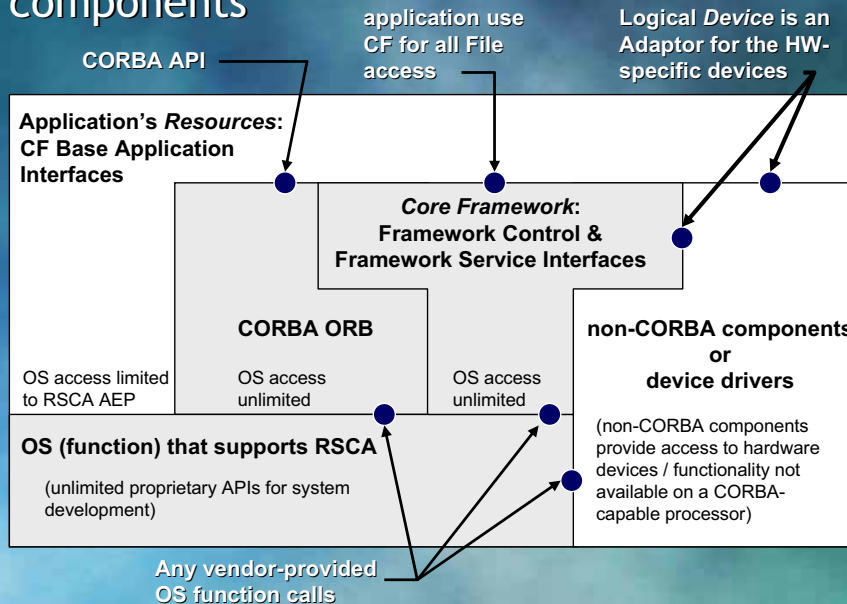 components
CORBA API
application use
CF for all File
access
Logical Device is an
Adaptor for the HW-
specific devices
Application's Resources:
CF Base Application
Interfaces
Core Framework:
Framework Control &
Framework Service Interfaces
CORBA ORB
non-CORBA components
or
device drivers
OS access limited
to RSCA AEP
OS access
unlimited
OS access
unlimited
(non-CORBA components
provide access to hardware
devices / functionality not
available on a CORBA-
capable processor)
OS (function) that supports RSCA
(unlimited proprietary APIs for system
development)
Any vendor-provided
OS function calls